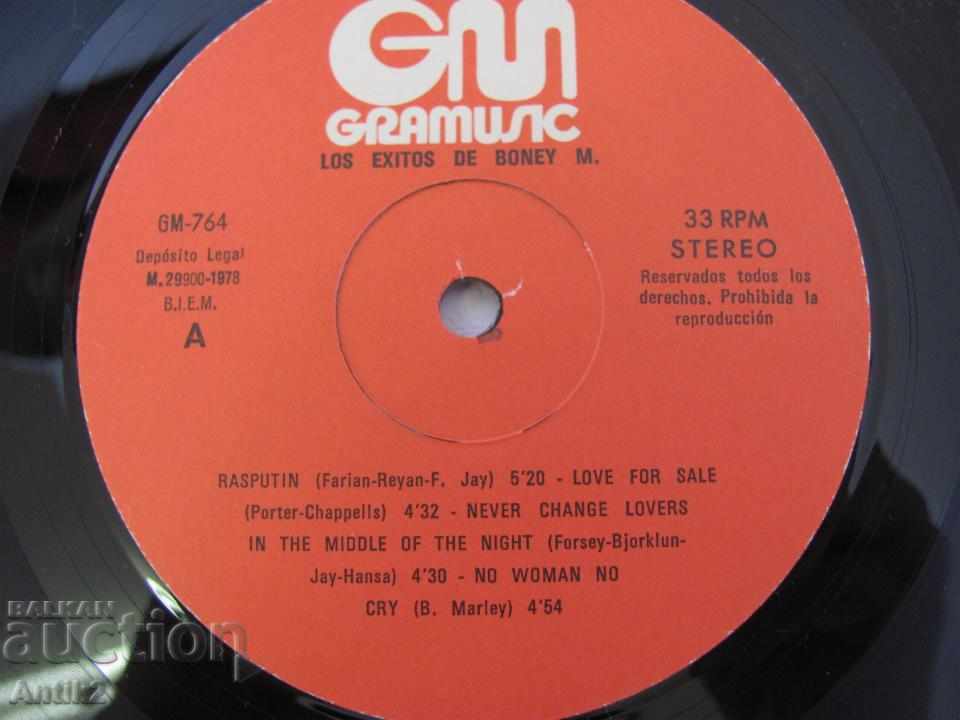 GM
GRAMUSIC
LOS EXITOS DE BONEY M.
GM-764
Depósito Legal
M. 29900-1978
B.I.E.M.
A
33 RPM
STEREO
Reservados todos los
derechos. Prohibida la
reproducción
RASPUTIN (Farian-Reyan-F. Jay) 5'20 - LOVE FOR SALE
(Porter-Chappells) 4'32 - NEVER CHANGE LOVERS
IN THE MIDDLE OF THE NIGHT (Forsey-Bjorklun-
Jay-Hansa) 4'30 - NO WOMAN NO
CRY (B. Marley) 4'54
BALKAN
auction
Antik2